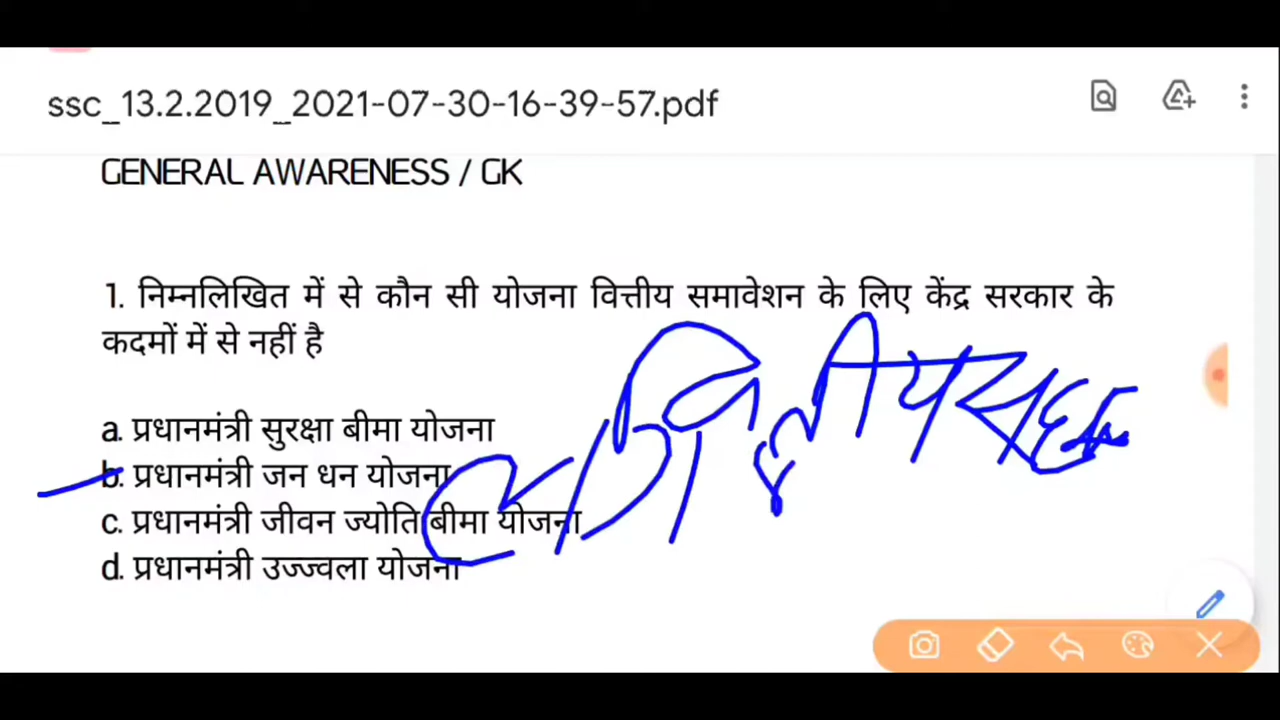 ssc_13.2.2019_2021-07-30-16-39-57.pdf
GENERAL AWARENESS / GK
1. निम्नलिखित में से कौन सी योजना वित्तीय समावेशन के लिए केंद्र सरकार के
कदमों में से नहीं है
a. प्रधानमंत्री सुरक्षा बीमा योजना
b. प्रधानमंत्री जन धन योजना
c. प्रधानमंत्री जीवन ज्योति बीमा योजना
d. प्रधानमंत्री उज्ज्वला योजना